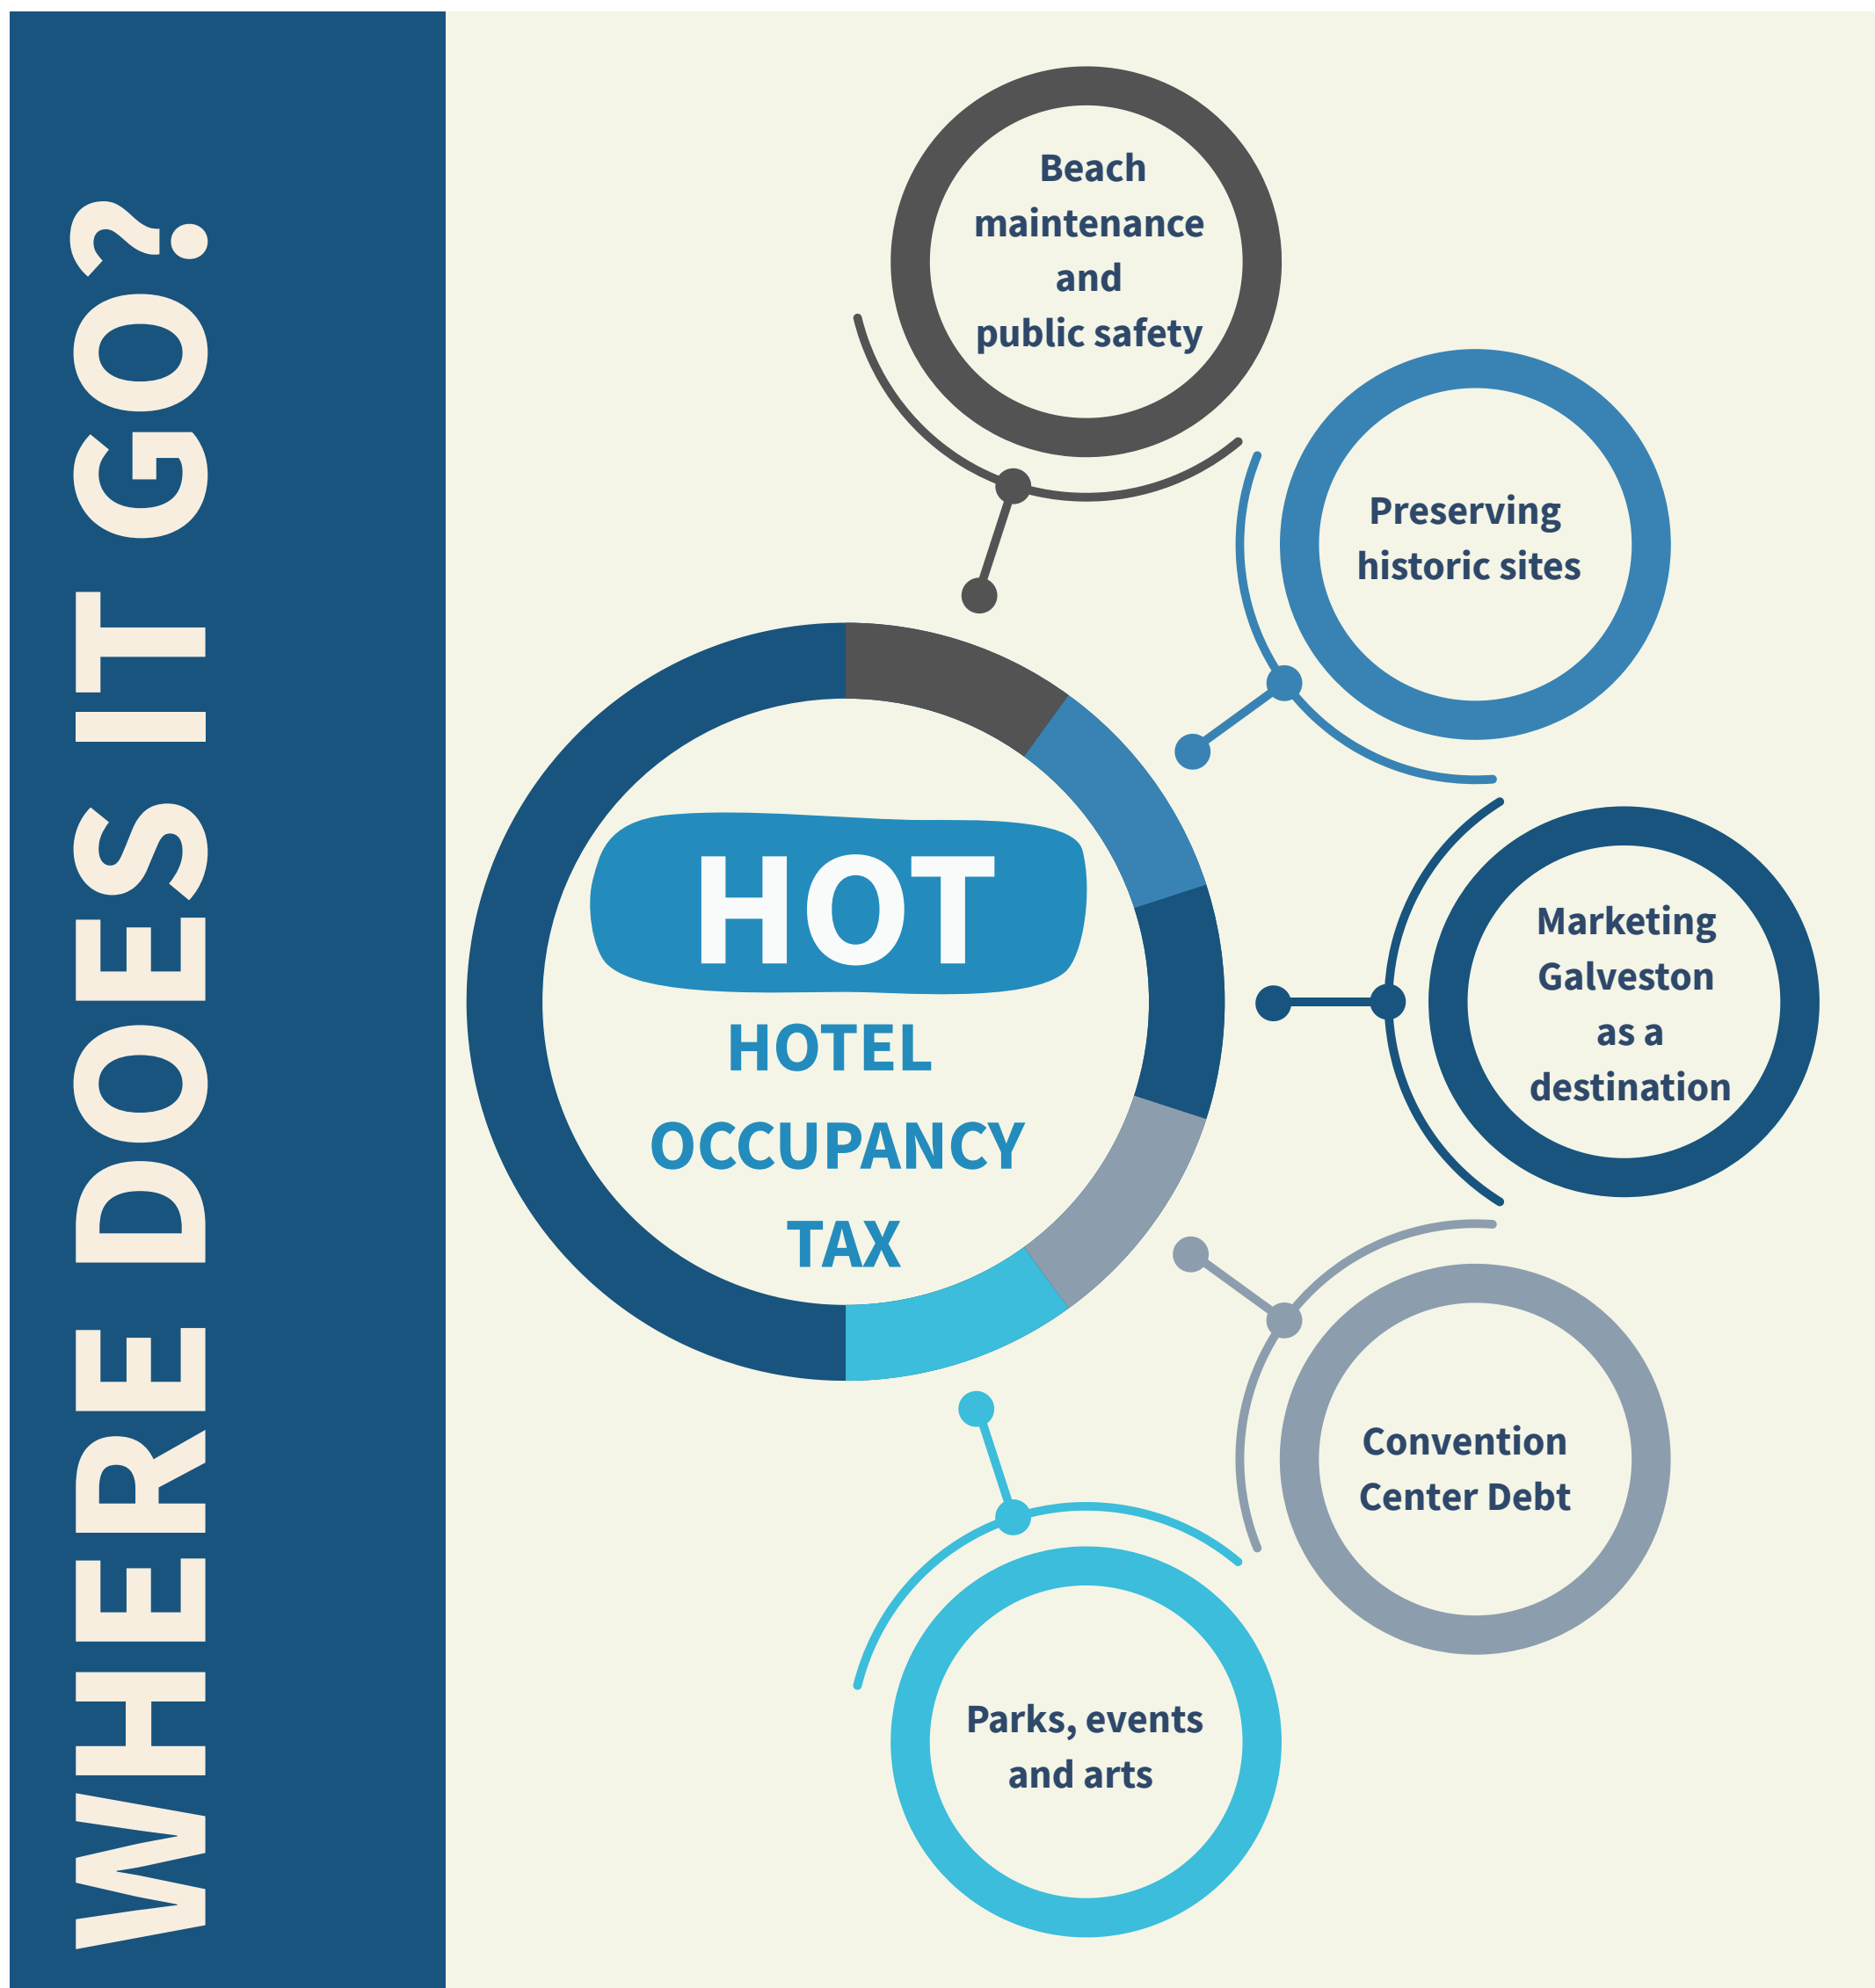 WHERE DOES IT GO?
Beach
maintenance
and
public safety
Preserving
historic sites
HOT
HOTEL
OCCUPANCY
TAX
Marketing
Galveston
as a
destination
Convention
Center Debt
Parks, events
and arts